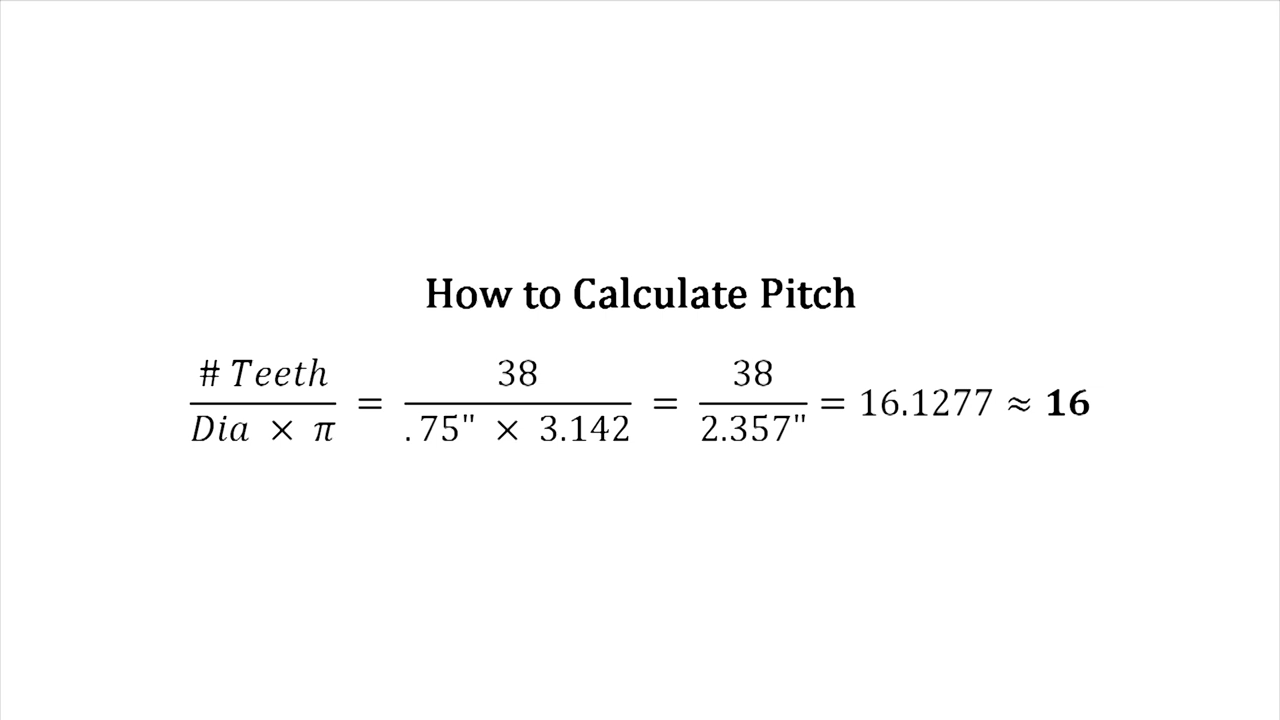 How to Calculate Pitch
# Teeth / Dia × π = 38 / .75" × 3.142 = 38 / 2.357" = 16.1277 ≈ 16